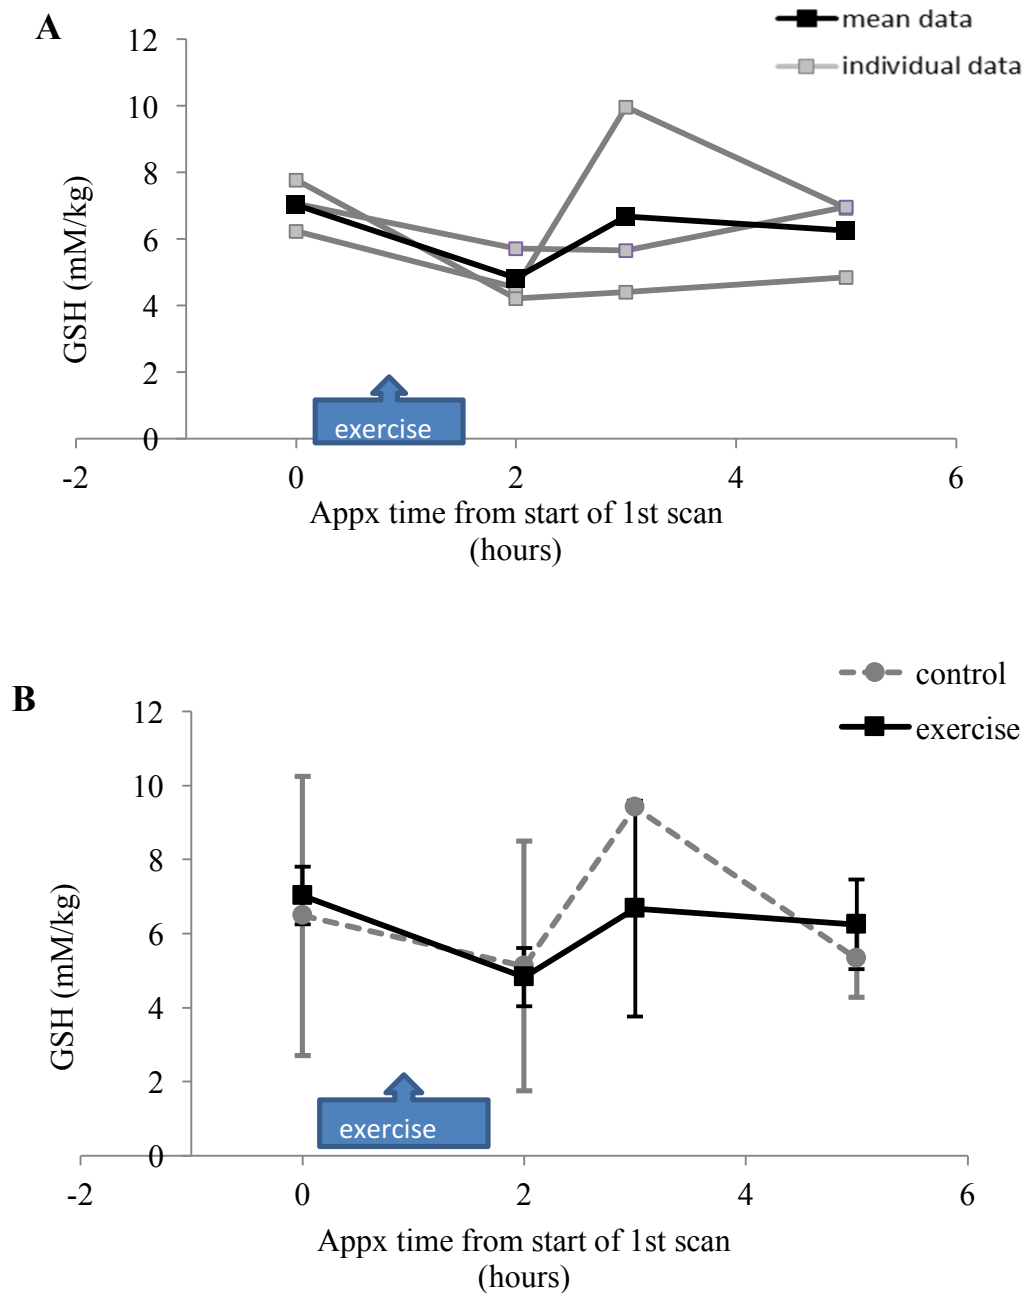 A
mean data
individual data
12
10
8
6
4
2
0
GSH (mM/kg)
exercise
-2 0 2 4 6
Appx time from start of 1st scan
(hours)
B
control
exercise
12
10
8
6
4
2
0
GSH (mM/kg)
exercise
-2 0 2 4 6
Appx time from start of 1st scan
(hours)